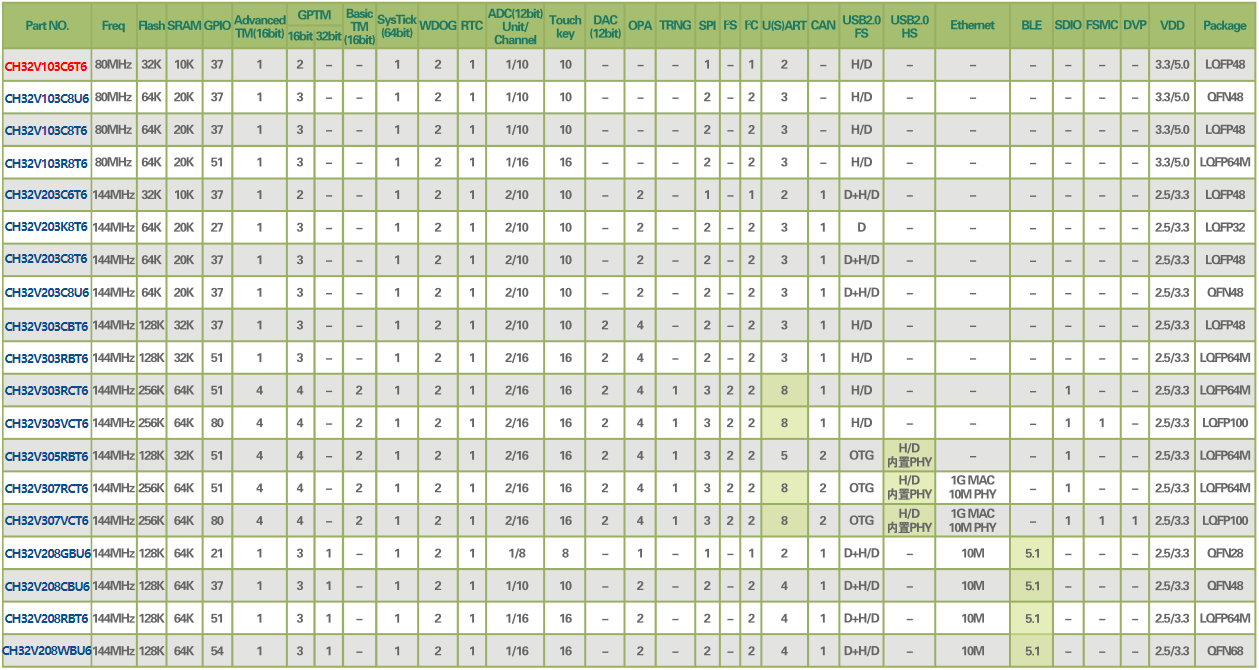 Part NO. Freq Flash SRAM GPIO Advanced TM(16bit) GPTM 16bit 32bit Basic TM (16bit) SysTick (64bit) WDOG RTC ADC(12bit) Unit/ Channel Touch key DAC (12bit) OPA TRNG SPI I²S I²C U(S)ART CAN USB2.0 FS USB2.0 HS Ethernet BLE SDIO FSMC DVP VDD Package
CH32V103C6T6 80MHz 32K 10K 37 1 2 – – 1 2 1 1/10 10 – – – 1 – 1 2 – H/D – – – – – – 3.3/5.0 LQFP48
CH32V103C8U6 80MHz 64K 20K 37 1 3 – – 1 2 1 1/10 10 – – – 2 – 2 3 – H/D – – – – – – 3.3/5.0 QFN48
CH32V103C8T6 80MHz 64K 20K 37 1 3 – – 1 2 1 1/10 10 – – – 2 – 2 3 – H/D – – – – – – 3.3/5.0 LQFP48
CH32V103R8T6 80MHz 64K 20K 51 1 3 – – 1 2 1 1/16 16 – – – 2 – 2 3 – H/D – – – – – – 3.3/5.0 LQFP64M
CH32V203C6T6 144MHz 32K 10K 37 1 2 – – 1 2 1 2/10 10 – 2 – 1 – 1 2 1 D+H/D – – – – – – 2.5/3.3 LQFP48
CH32V203K8T6 144MHz 64K 20K 27 1 3 – – 1 2 1 2/10 10 – 2 – 2 – 2 3 1 D – – – – – – 2.5/3.3 LQFP32
CH32V203C8T6 144MHz 64K 20K 37 1 3 – – 1 2 1 2/10 10 – 2 – 2 – 2 3 1 D+H/D – – – – – – 2.5/3.3 LQFP48
CH32V203C8U6 144MHz 64K 20K 37 1 3 – – 1 2 1 2/10 10 – 2 – 2 – 2 3 1 D+H/D – – – – – – 2.5/3.3 QFN48
CH32V303CBT6 144MHz 128K 32K 37 1 3 – – 1 2 1 2/10 10 2 4 – 2 – 2 3 1 H/D – – – – – – 2.5/3.3 LQFP48
CH32V303RBT6 144MHz 128K 32K 51 1 3 – – 1 2 1 2/16 16 2 4 – 2 – 2 3 1 H/D – – – – – – 2.5/3.3 LQFP64M
CH32V303RCT6 144MHz 256K 64K 51 4 4 – 2 1 2 1 2/16 16 2 4 1 3 2 2 8 1 H/D – – – 1 – – 2.5/3.3 LQFP64M
CH32V303VCT6 144MHz 256K 64K 80 4 4 – 2 1 2 1 2/16 16 2 4 1 3 2 2 8 1 H/D – – – 1 1 – 2.5/3.3 LQFP100
CH32V305RBT6 144MHz 128K 32K 51 4 4 – 2 1 2 1 2/16 16 2 4 1 3 2 2 5 2 OTG H/D 内置PHY – – 1 – – 2.5/3.3 LQFP64M
CH32V307RCT6 144MHz 256K 64K 51 4 4 – 2 1 2 1 2/16 16 2 4 1 3 2 2 8 2 OTG H/D 内置PHY 1G MAC 10M PHY – 1 – – 2.5/3.3 LQFP64M
CH32V307VCT6 144MHz 256K 64K 80 4 4 – 2 1 2 1 2/16 16 2 4 1 3 2 2 8 2 OTG H/D 内置PHY 1G MAC 10M PHY – 1 1 1 2.5/3.3 LQFP100
CH32V208GBU6 144MHz 128K 64K 21 1 3 1 – 1 2 1 1/8 8 – 1 – 1 – 1 2 1 D+H/D – 10M 5.1 – – – 2.5/3.3 QFN28
CH32V208CBU6 144MHz 128K 64K 37 1 3 1 – 1 2 1 1/10 10 – 2 – 2 – 2 4 1 D+H/D – 10M 5.1 – – – 2.5/3.3 QFN48
CH32V208RBT6 144MHz 128K 64K 51 1 3 1 – 1 2 1 1/16 16 – 2 – 2 – 2 4 1 D+H/D – 10M 5.1 – – – 2.5/3.3 LQFP64M
CH32V208WBU6 144MHz 128K 64K 54 1 3 1 – 1 2 1 1/16 16 – 2 – 2 – 2 4 1 D+H/D – 10M 5.1 – – – 2.5/3.3 QFN68